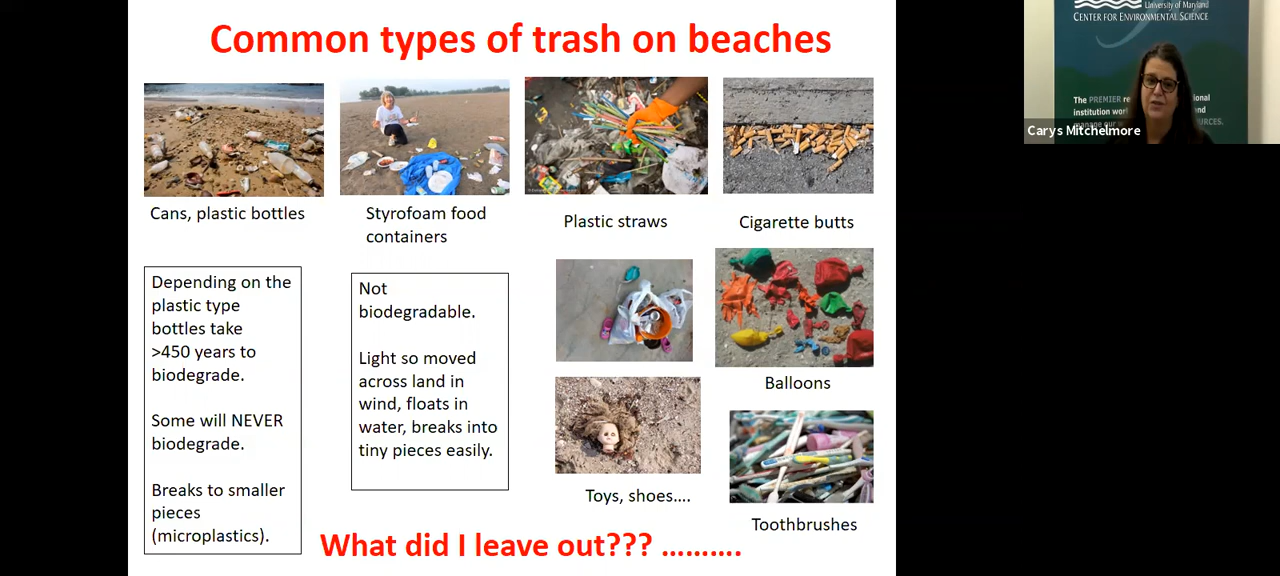 Common types of trash on beaches
Cans, plastic bottles
Styrofoam food
containers
Plastic straws
Cigarette butts
Depending on the
plastic type
bottles take
>450 years to
biodegrade.
Some will NEVER
biodegrade.
Breaks to smaller
pieces
(microplastics).
Not
biodegradable.
Light so moved
across land in
wind, floats in
water, breaks into
tiny pieces easily.
Toys, shoes....
Balloons
Toothbrushes
What did I leave out??? ..........
University of Maryland
CENTER FOR ENVIRONMENTAL SCIENCE
The PREMIER
institution
Carys Mitchelmore